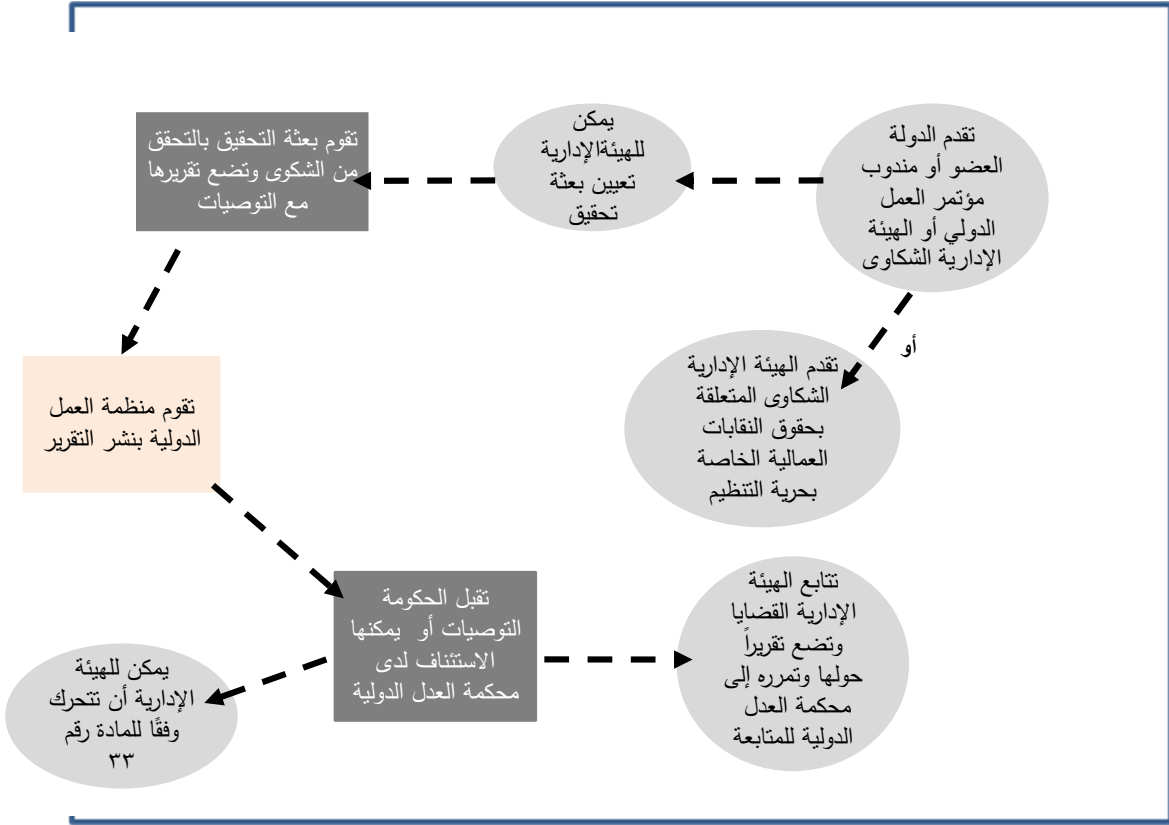 تقدم الدولة
العضو أو مندوب
مؤتمر العمل
الدولي أو الهيئة
الإدارية الشكاوى
يمكن
للهيئةالإدارية
تعيين بعثة
تحقيق
تقوم بعثة التحقيق بالتحقق
من الشكوى وتضع تقريرها
مع التوصيات
أو
تقدم الهيئة الإدارية
الشكاوى المتعلقة
بحقوق النقابات
العمالية الخاصة
بحرية التنظيم
تقوم منظمة العمل
الدولية بنشر التقرير
تقبل الحكومة
التوصيات أو يمكنها
الاستئناف لدى
محكمة العدل الدولية
تتابع الهيئة
الإدارية القضايا
وتضع تقريراً
حولها وتمرره إلى
محكمة العدل
الدولية للمتابعة
يمكن للهيئة
الإدارية أن تتحرك
وفقًا للمادة رقم
٣٣